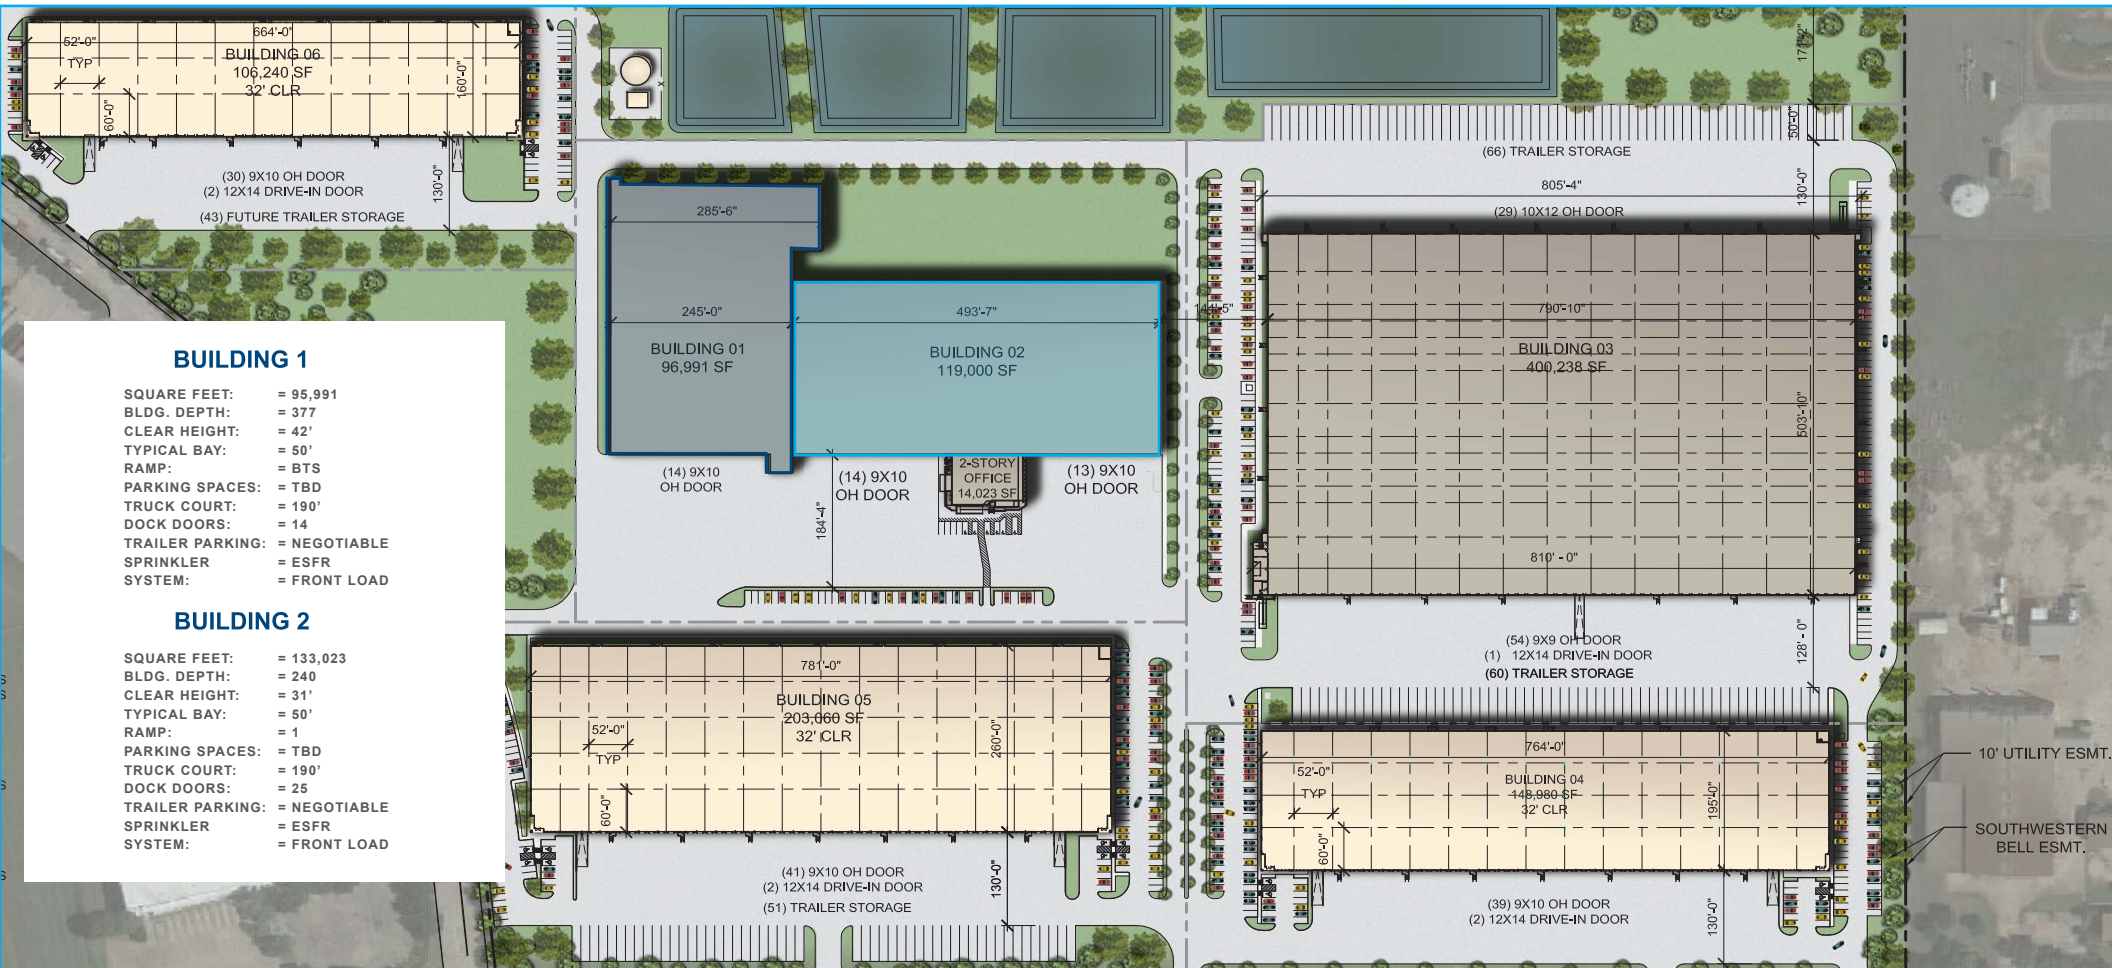 664'-0"
52'-0"
TYP
BUILDING 06
106,240 SF
32' CLR
160'-0"
60'-0"
(30) 9X10 OH DOOR
(2) 12X14 DRIVE-IN DOOR
130'-0"
(43) FUTURE TRAILER STORAGE
171'-2"
50'-0"
(66) TRAILER STORAGE
805'-4"
130'-0"
(29) 10X12 OH DOOR
285'-6"
245'-0"
493'-7"
144'-5"
790'-10"
BUILDING 01
96,991 SF
BUILDING 02
119,000 SF
BUILDING 03
400,238 SF
503'-10"
810' - 0"
(14) 9X10
OH DOOR
(14) 9X10
OH DOOR
2-STORY
OFFICE
14,023 SF
(13) 9X10
OH DOOR
184'-4"
BUILDING 1
SQUARE FEET: = 95,991
BLDG. DEPTH: = 377
CLEAR HEIGHT: = 42'
TYPICAL BAY: = 50'
RAMP: = BTS
PARKING SPACES: = TBD
TRUCK COURT: = 190'
DOCK DOORS: = 14
TRAILER PARKING: = NEGOTIABLE
SPRINKLER = ESFR
SYSTEM: = FRONT LOAD
BUILDING 2
SQUARE FEET: = 133,023
BLDG. DEPTH: = 240
CLEAR HEIGHT: = 31'
TYPICAL BAY: = 50'
RAMP: = 1
PARKING SPACES: = TBD
TRUCK COURT: = 190'
DOCK DOORS: = 25
TRAILER PARKING: = NEGOTIABLE
SPRINKLER = ESFR
SYSTEM: = FRONT LOAD
s
s
s
s
(54) 9X9 OH DOOR
(1) 12X14 DRIVE-IN DOOR
(60) TRAILER STORAGE
128' - 0"
781'-0"
BUILDING 05
203,060 SF
32' CLR
52'-0"
TYP
260'-0"
60'-0"
(41) 9X10 OH DOOR
(2) 12X14 DRIVE-IN DOOR
(51) TRAILER STORAGE
130'-0"
764'-0"
52'-0"
TYP
BUILDING 04
148,980 SF
32' CLR
195'-0"
60'-0"
(39) 9X10 OH DOOR
(2) 12X14 DRIVE-IN DOOR
130'-0"
10' UTILITY ESMT.
SOUTHWESTERN
BELL ESMT.